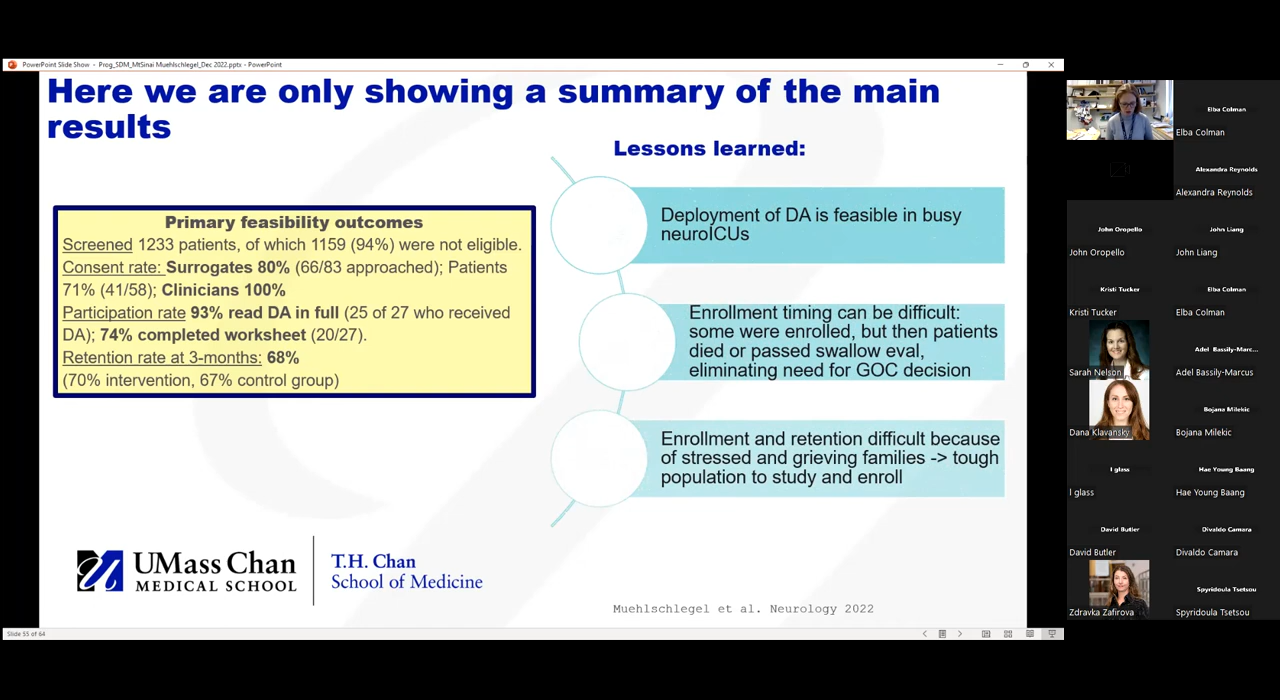 PowerPoint Slide Show - Prog_SDM_MtSinai Muehlschlegel_Dec 2022.pptx - PowerPoint
Here we are only showing a summary of the main
results
Primary feasibility outcomes
Screened 1233 patients, of which 1159 (94%) were not eligible.
Consent rate: Surrogates 80% (66/83 approached); Patients
71% (41/58); Clinicians 100%
Participation rate 93% read DA in full (25 of 27 who received
DA); 74% completed worksheet (20/27).
Retention rate at 3-months: 68%
(70% intervention, 67% control group)
Lessons learned:
Deployment of DA is feasible in busy
neuroICUs
Enrollment timing can be difficult:
some were enrolled, but then patients
died or passed swallow eval,
eliminating need for GOC decision
Enrollment and retention difficult because
of stressed and grieving families -> tough
population to study and enroll
UMass Chan
MEDICAL SCHOOL
T.H. Chan
School of Medicine
Muehlschlegel et al. Neurology 2022
Slide 55 of 64
Elba Colman
Elba Colman
Alexandra Reynolds
Alexandra Reynolds
John Oropello
John Oropello
John Liang
John Liang
Kristi Tucker
Kristi Tucker
Elba Colman
Elba Colman
Sarah Nelson
Adel Bassily-Marc...
Adel Bassily-Marcus
Dana Klavansky
Bojana Milekic
Bojana Milekic
l glass
l glass
Hae Young Baang
Hae Young Baang
David Butler
David Butler
Divaldo Camara
Divaldo Camara
Zdravka Zafirova
Spyridoula Tsetsou
Spyridoula Tsetsou